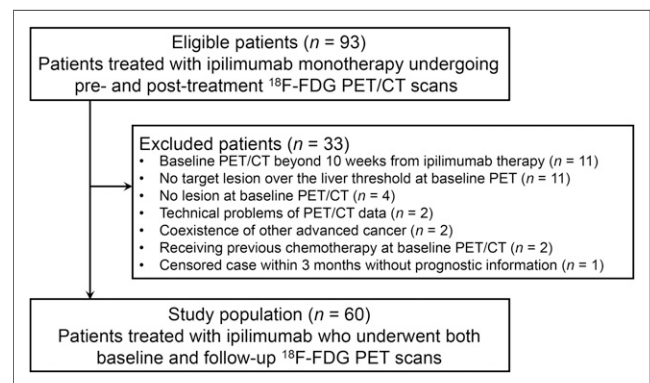 Eligible patients (n = 93)
Patients treated with ipilimumab monotherapy undergoing
pre- and post-treatment ¹⁸F-FDG PET/CT scans
Excluded patients (n = 33)
• Baseline PET/CT beyond 10 weeks from ipilimumab therapy (n = 11)
• No target lesion over the liver threshold at baseline PET (n = 11)
• No lesion at baseline PET/CT (n = 4)
• Technical problems of PET/CT data (n = 2)
• Coexistence of other advanced cancer (n = 2)
• Receiving previous chemotherapy at baseline PET/CT (n = 2)
• Censored case within 3 months without prognostic information (n = 1)
Study population (n = 60)
Patients treated with ipilimumab who underwent both
baseline and follow-up ¹⁸F-FDG PET scans